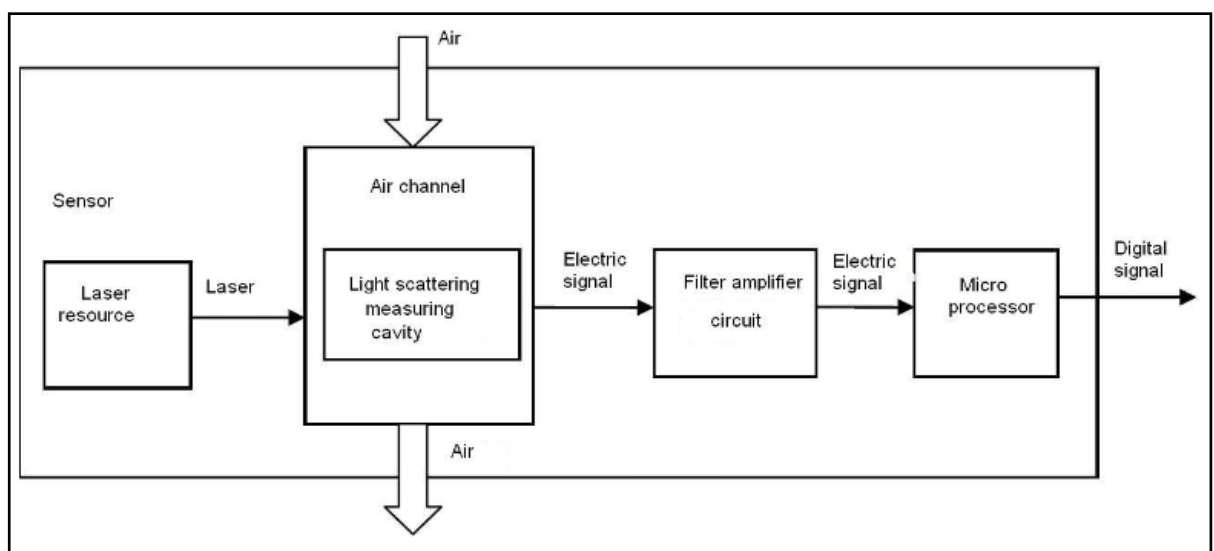 Air
Sensor
Air channel
Laser
resource
Laser
Light scattering
measuring
cavity
Electric
signal
Filter amplifier
circuit
Electric
signal
Micro
processor
Digital
signal
Air